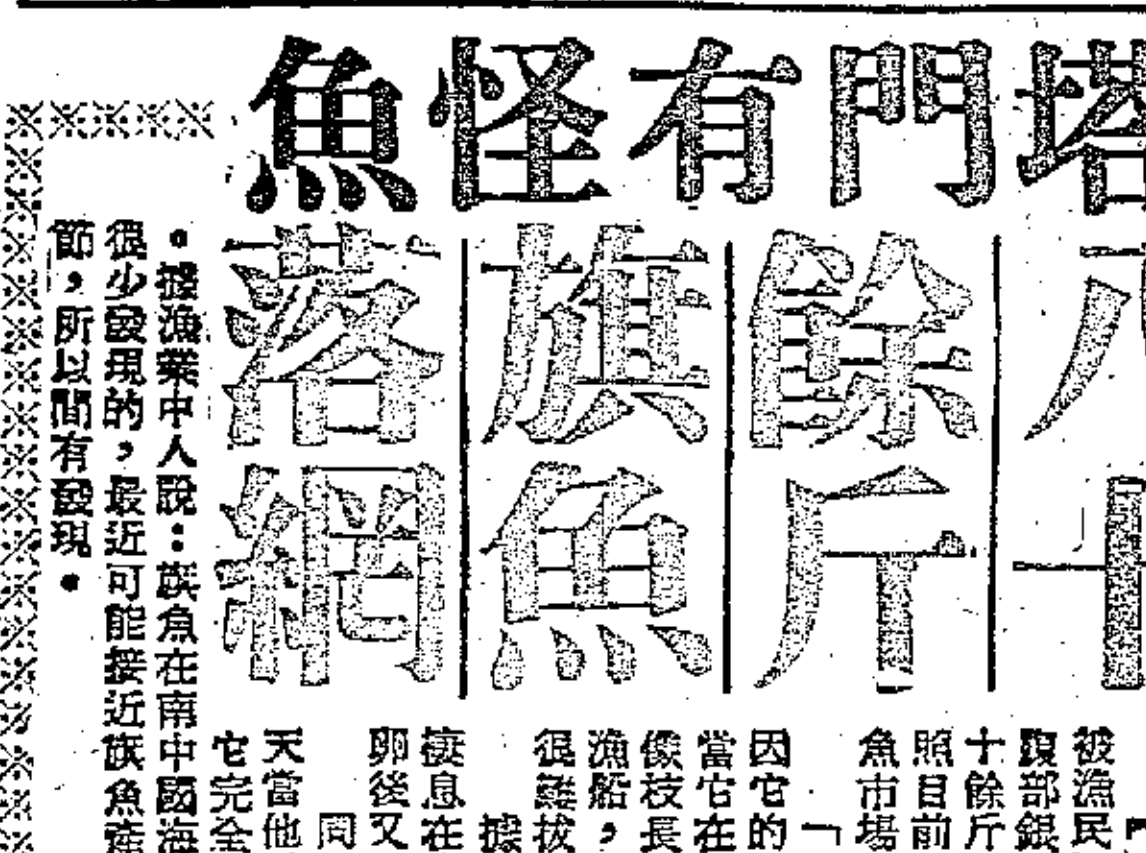 塔門有怪魚
八十
餘斤
旗魚
落網
被漁民
腹部銀
十餘斤
照目前
魚市場
「
因它的
當它在
像枝長
漁船，
很難拔
據
棲息在
卵後又
同
天當他
它完全
。據漁業中人說：旗魚在南中國海
很少發現的，最近可能接近旗魚產
節，所以間有發現。